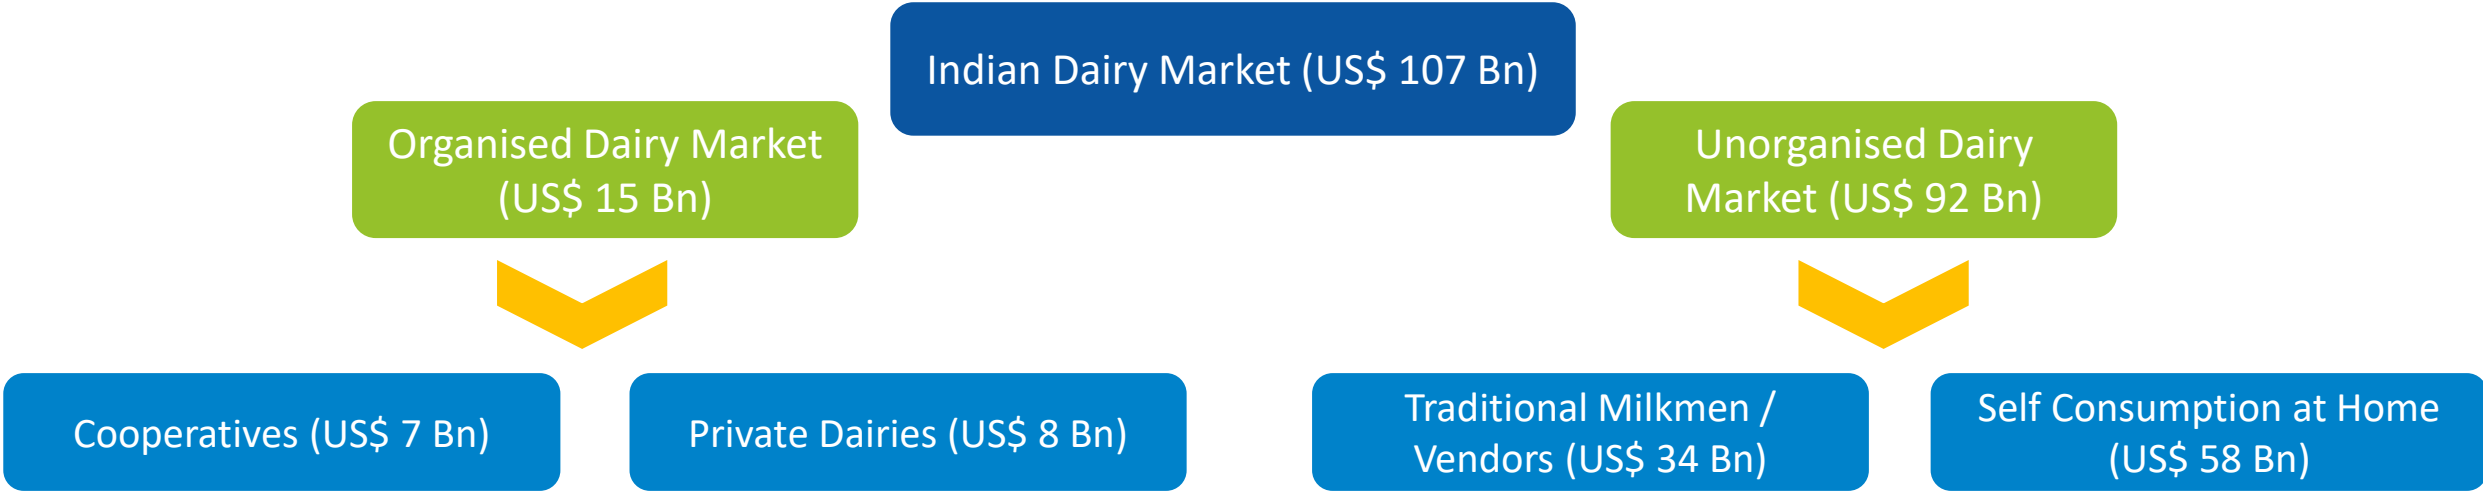 Indian Dairy Market (US$ 107 Bn)
Organised Dairy Market
(US$ 15 Bn)
Unorganised Dairy
Market (US$ 92 Bn)
Cooperatives (US$ 7 Bn)
Private Dairies (US$ 8 Bn)
Traditional Milkmen /
Vendors (US$ 34 Bn)
Self Consumption at Home
(US$ 58 Bn)